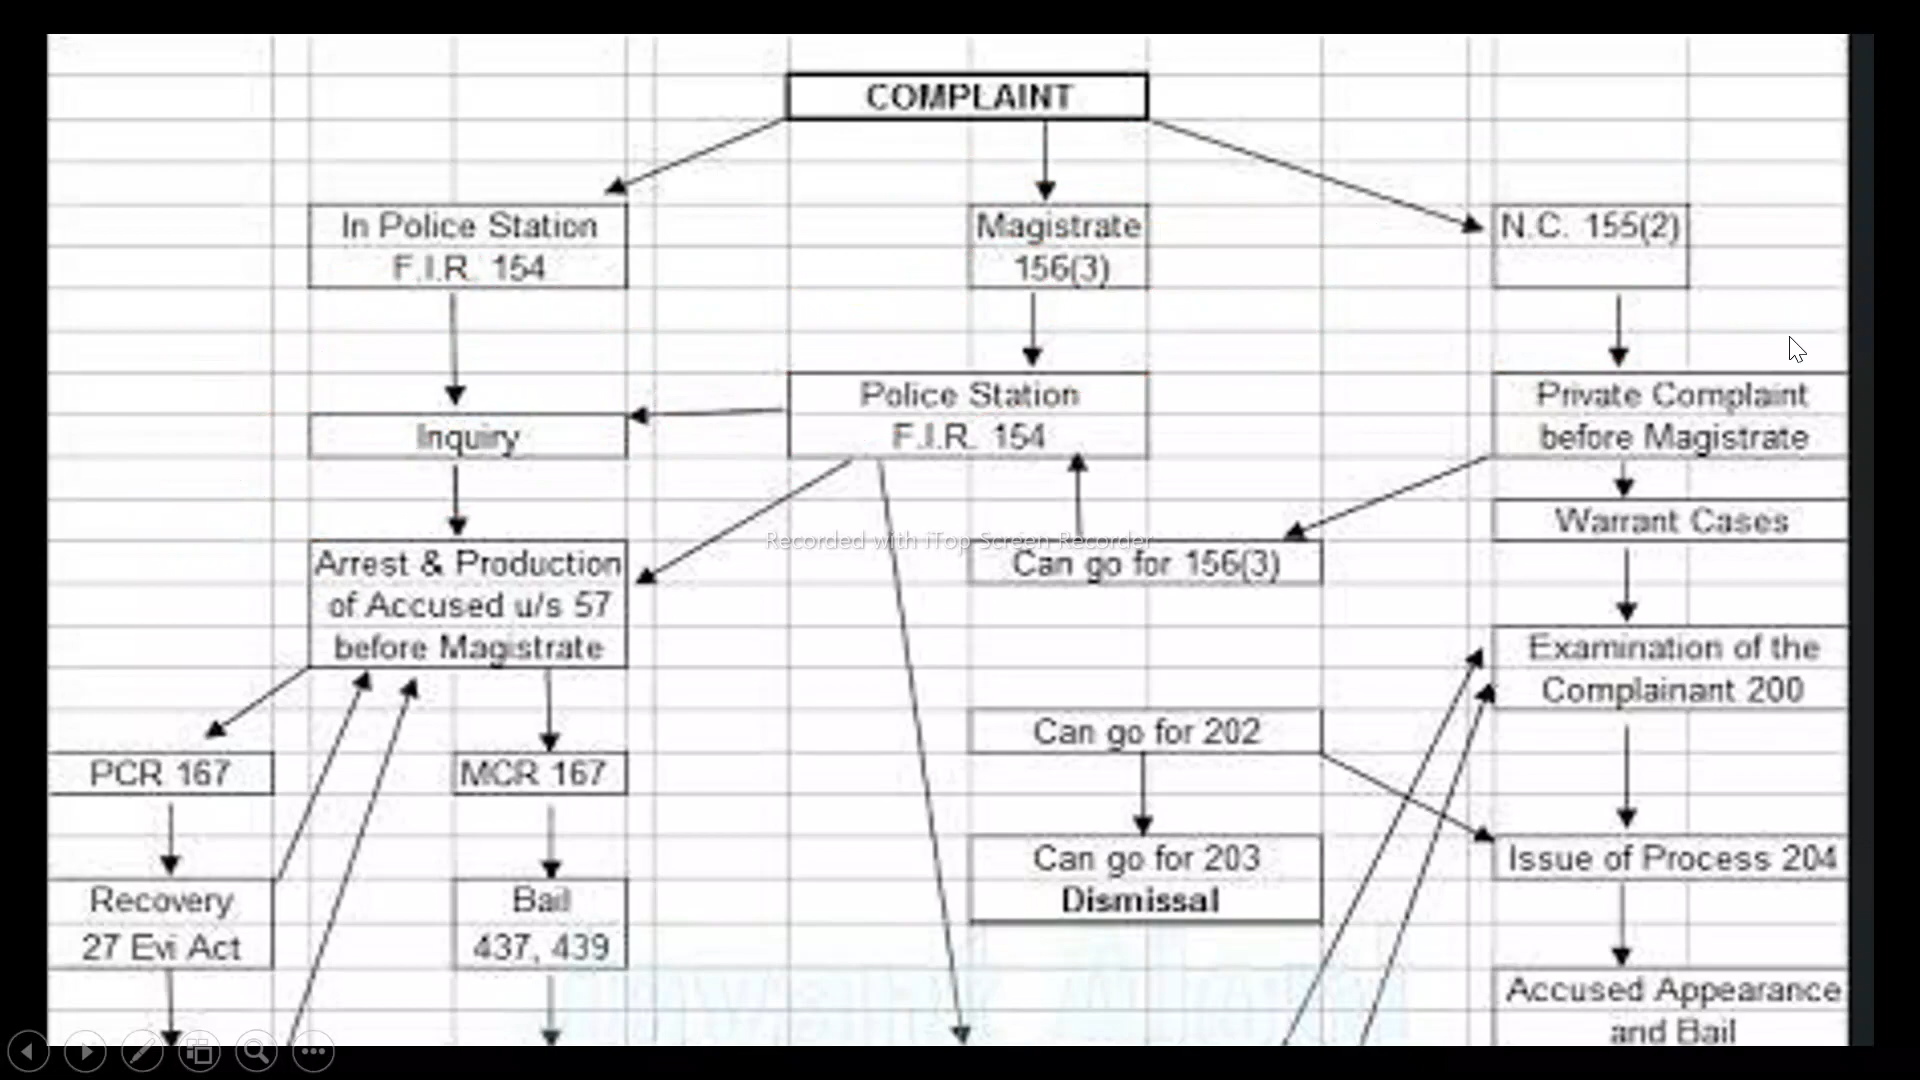 COMPLAINT
In Police Station
F.I.R. 154
Magistrate
156(3)
N.C. 155(2)
Inquiry
Police Station
F.I.R. 154
Private Complaint
before Magistrate
Warrant Cases
Recorded with iTop Screen Recorder
Can go for 156(3)
Arrest & Production
of Accused u/s 57
before Magistrate
Examination of the
Complainant 200
Can go for 202
PCR 167
MCR 167
Can go for 203
Dismissal
Issue of Process 204
Recovery
27 Evi Act
Bail
437, 439
Accused Appearance
and Bail